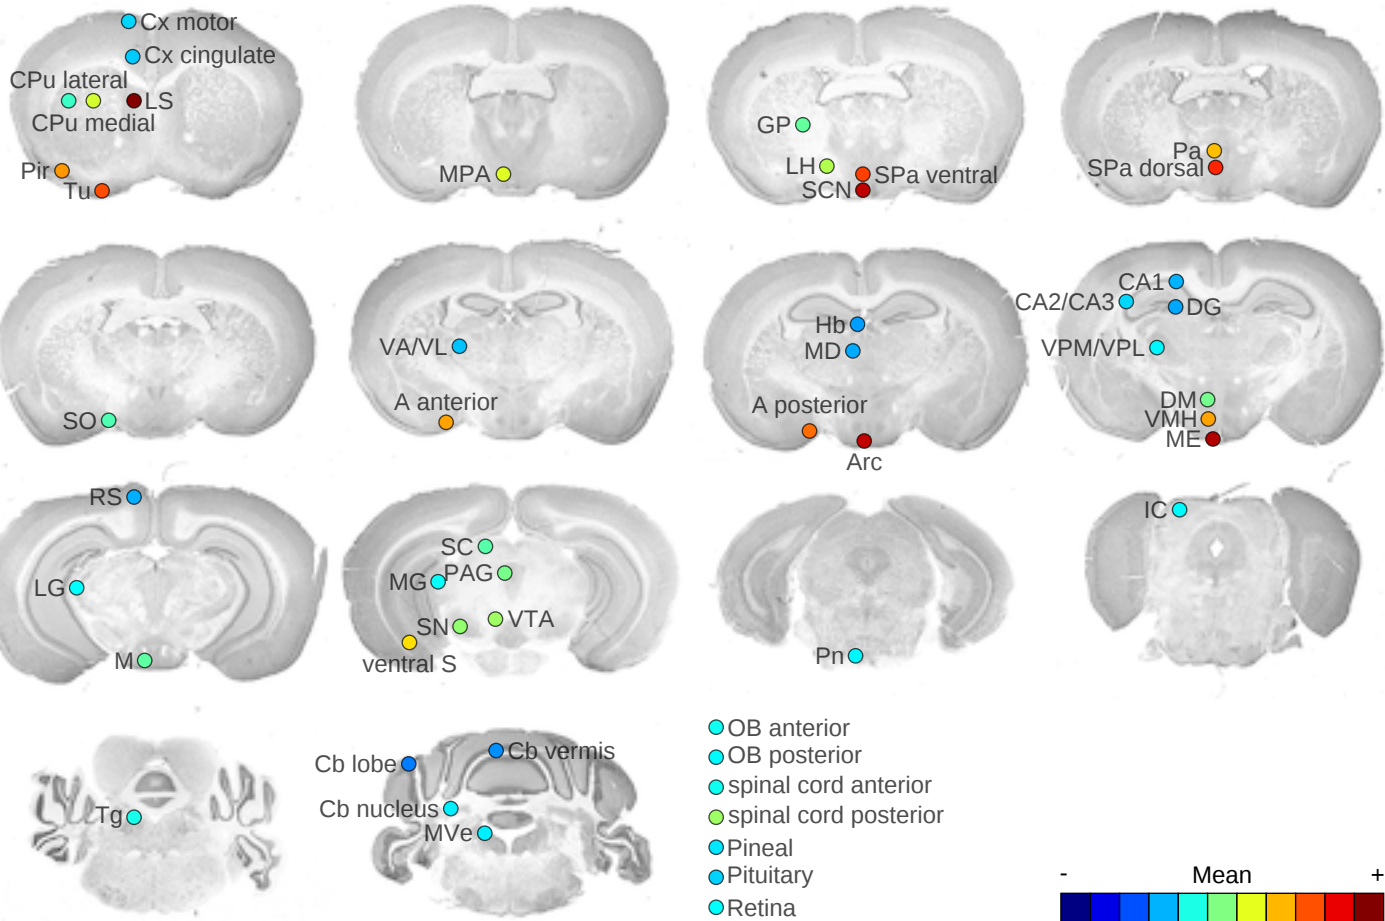 Cx motor
Cx cingulate
CPu lateral
LS
CPu medial
Pir
Tu
MPA
GP
LH
SPa ventral
SCN
Pa
SPa dorsal
SO
VA/VL
A anterior
Hb
MD
A posterior
Arc
CA1
CA2/CA3
DG
VPM/VPL
DM
VMH
ME
RS
LG
M
SC
MG
PAG
SN
VTA
ventral S
Pn
IC
Tg
Cb lobe
Cb vermis
Cb nucleus
MVe
OB anterior
OB posterior
spinal cord anterior
spinal cord posterior
Pineal
Pituitary
Retina
- Mean +